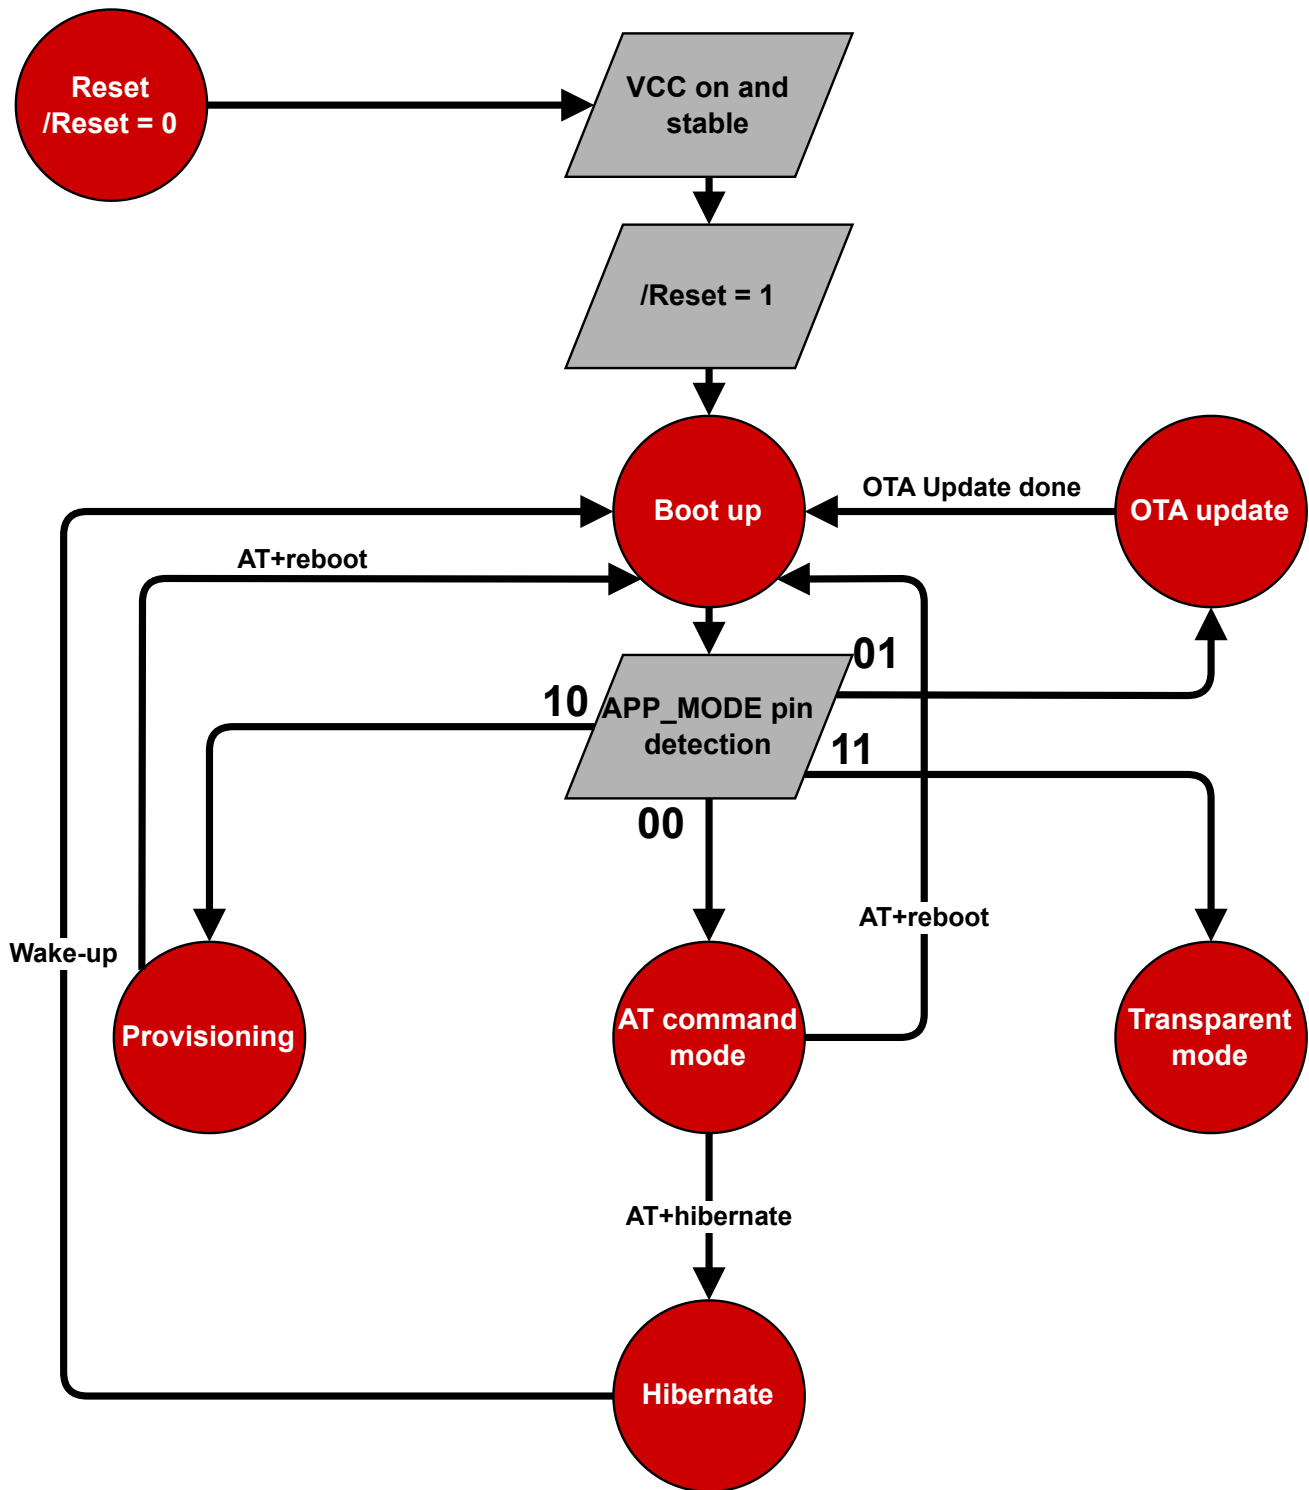 Reset
/Reset = 0
VCC on and
stable
/Reset = 1
Boot up
OTA Update done
OTA update
AT+reboot
01
10
APP_MODE pin
detection
11
00
AT+reboot
Wake-up
Provisioning
AT command
mode
Transparent
mode
AT+hibernate
Hibernate